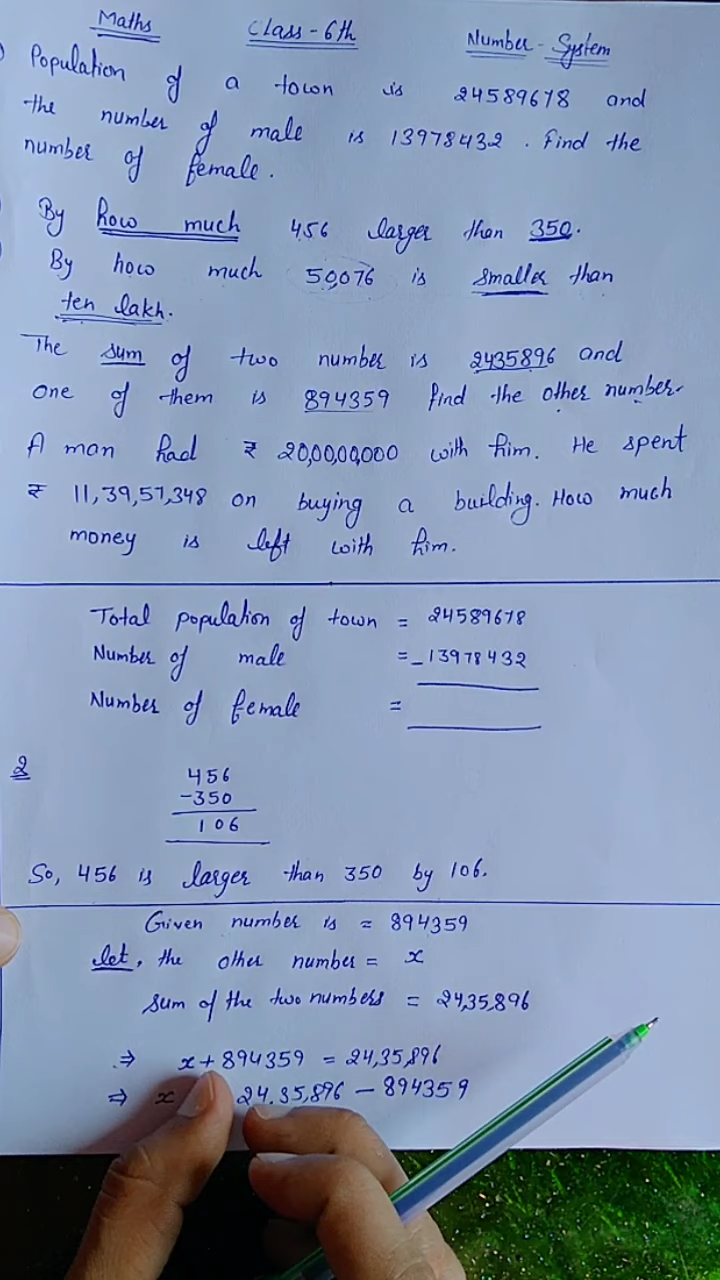 Maths Class-6th Number-System
Population of a town is 24589678 and
the number of male is 13978432. find the
number of female.
By how much 456 larger than 350.
By how much 50,076 is smaller than
ten lakh.
The sum of two number is 2435896 and
one of them is 894359 find the other number.
A man had ₹ 20,00,00,000 with him. He spent
₹ 11,39,57,348 on buying a building. How much
money is left with him.
Total population of town = 24589678
Number of male = -13978432
Number of female =
2
456
-350
106
So, 456 is larger than 350 by 106.
Given number is = 894359
let, the other number = x
sum of the two numbers = 24,35,896
⇒ x + 894359 = 24,35,896
⇒ x 24,35,896 - 894359